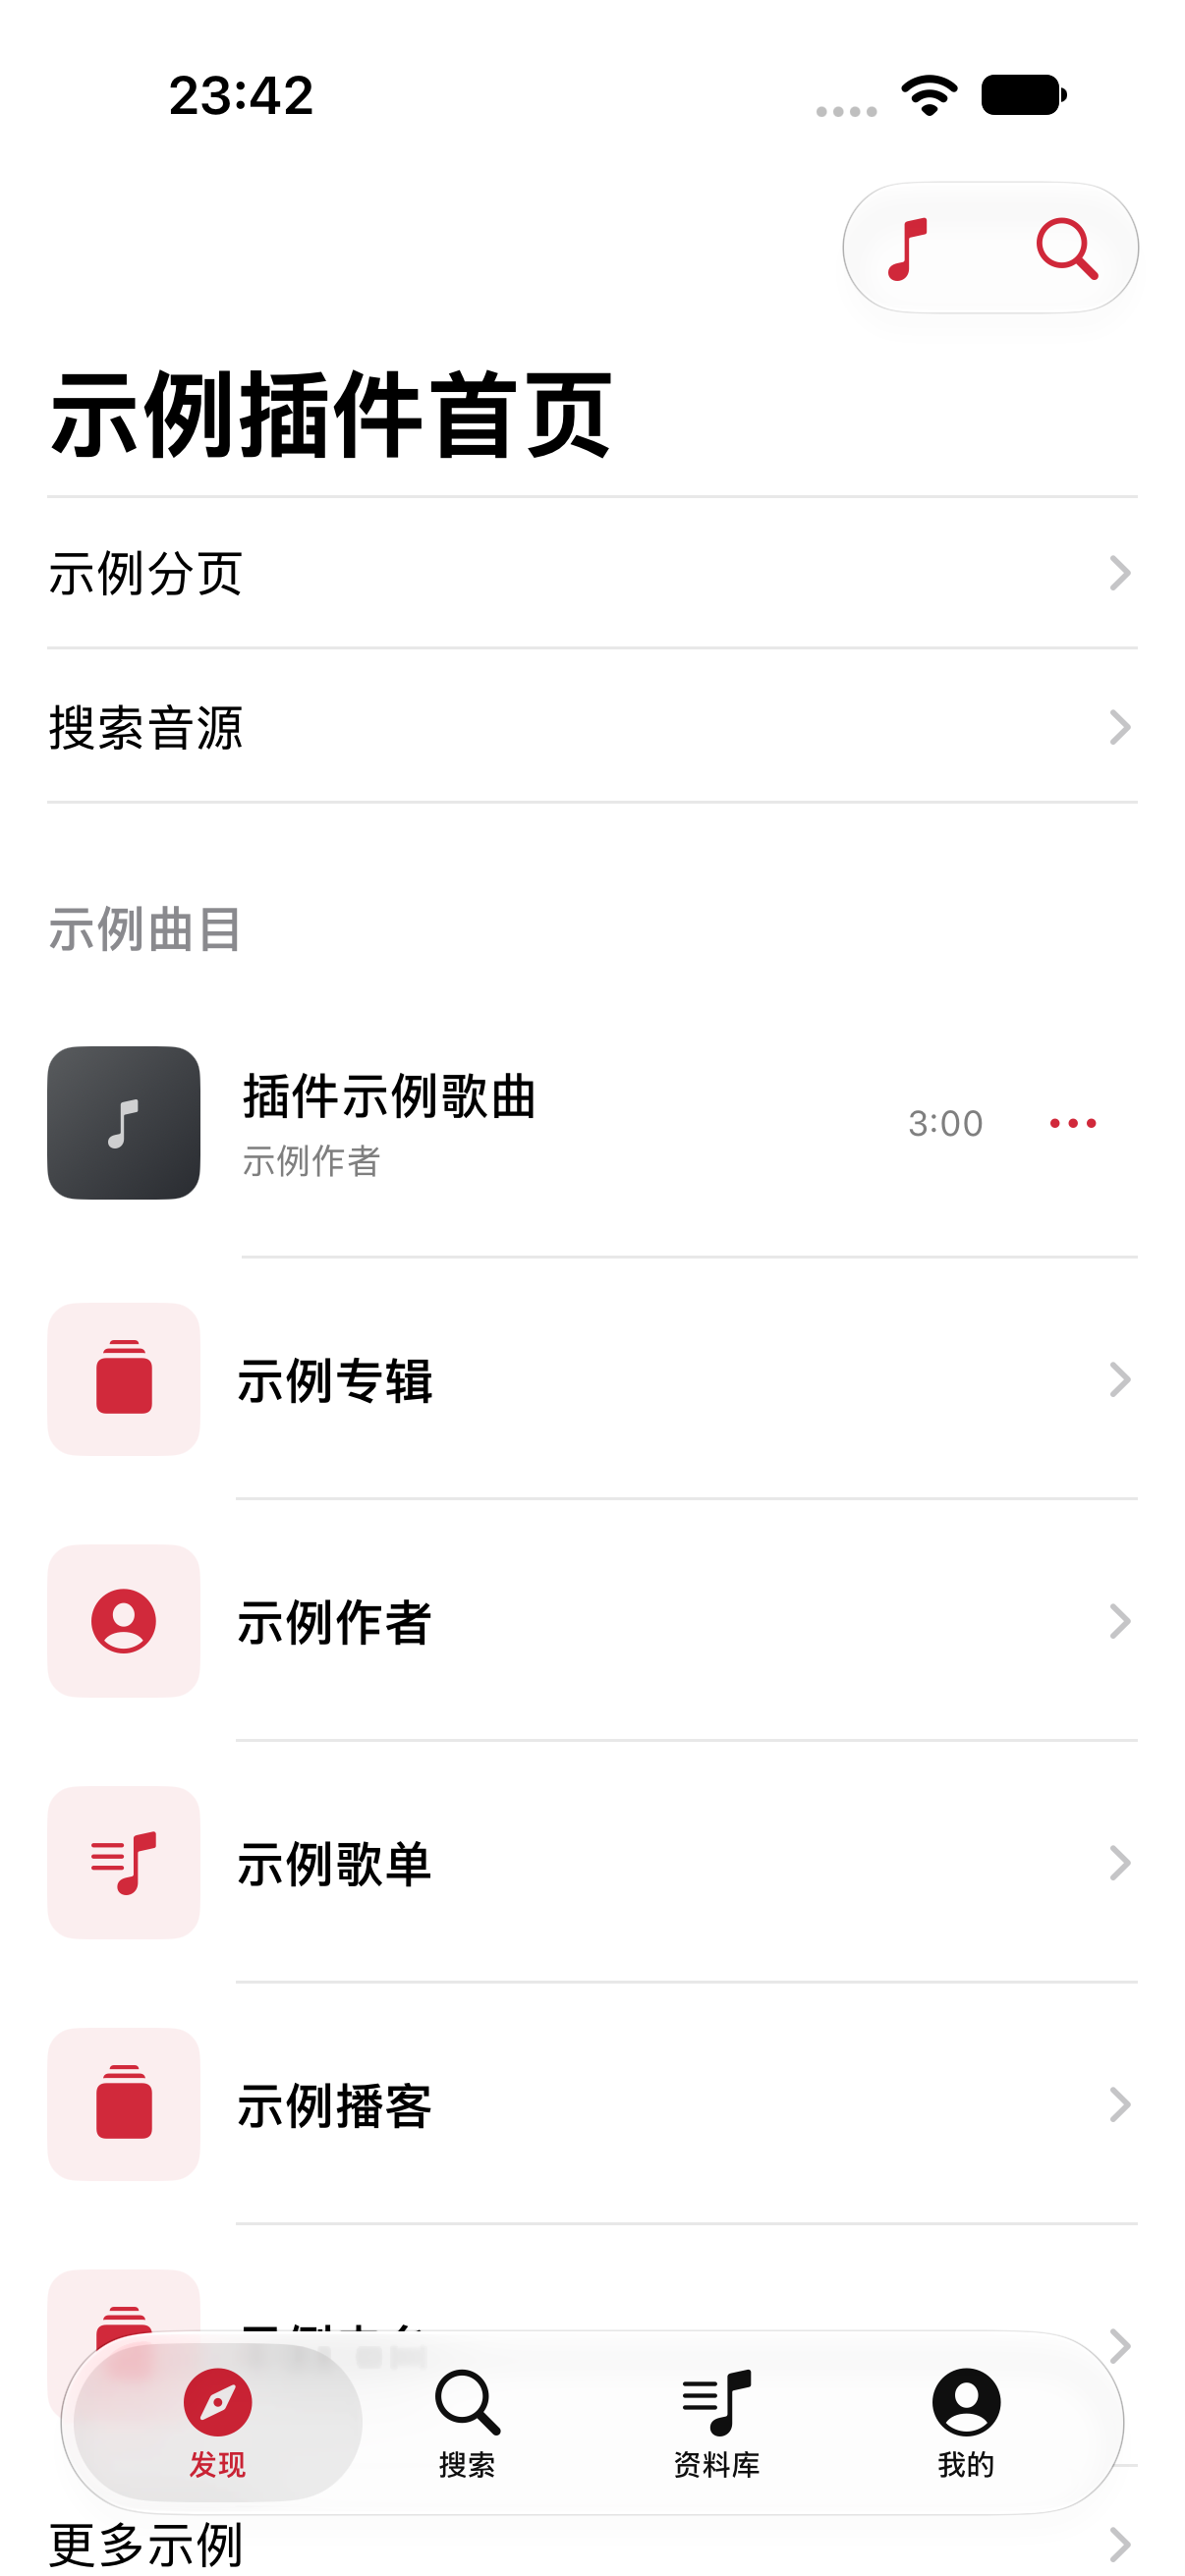 23:42
示例插件首页
示例分页
搜索音源
示例曲目
插件示例歌曲
示例作者
3:00
示例专辑
示例作者
示例歌单
示例播客
发现
搜索
资料库
我的
更多示例